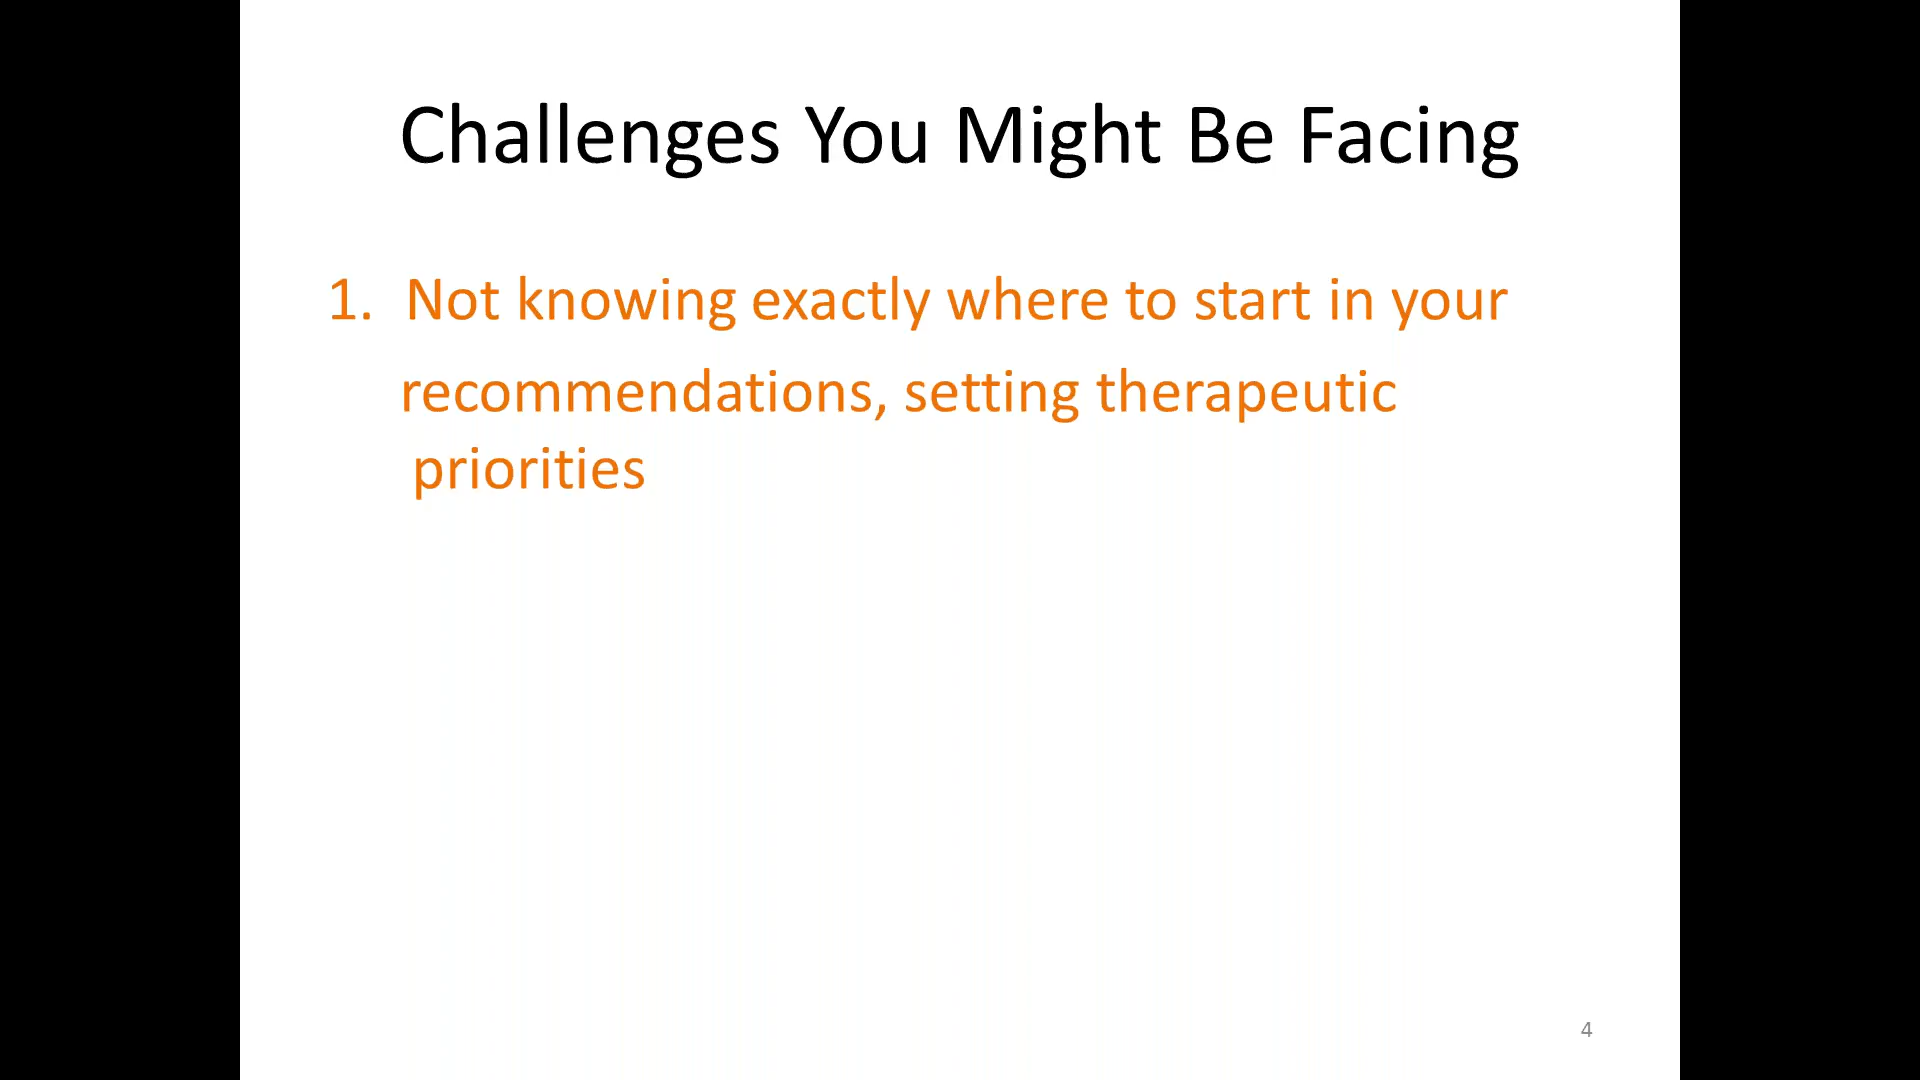 Challenges You Might Be Facing
1. Not knowing exactly where to start in your
recommendations, setting therapeutic
priorities
4